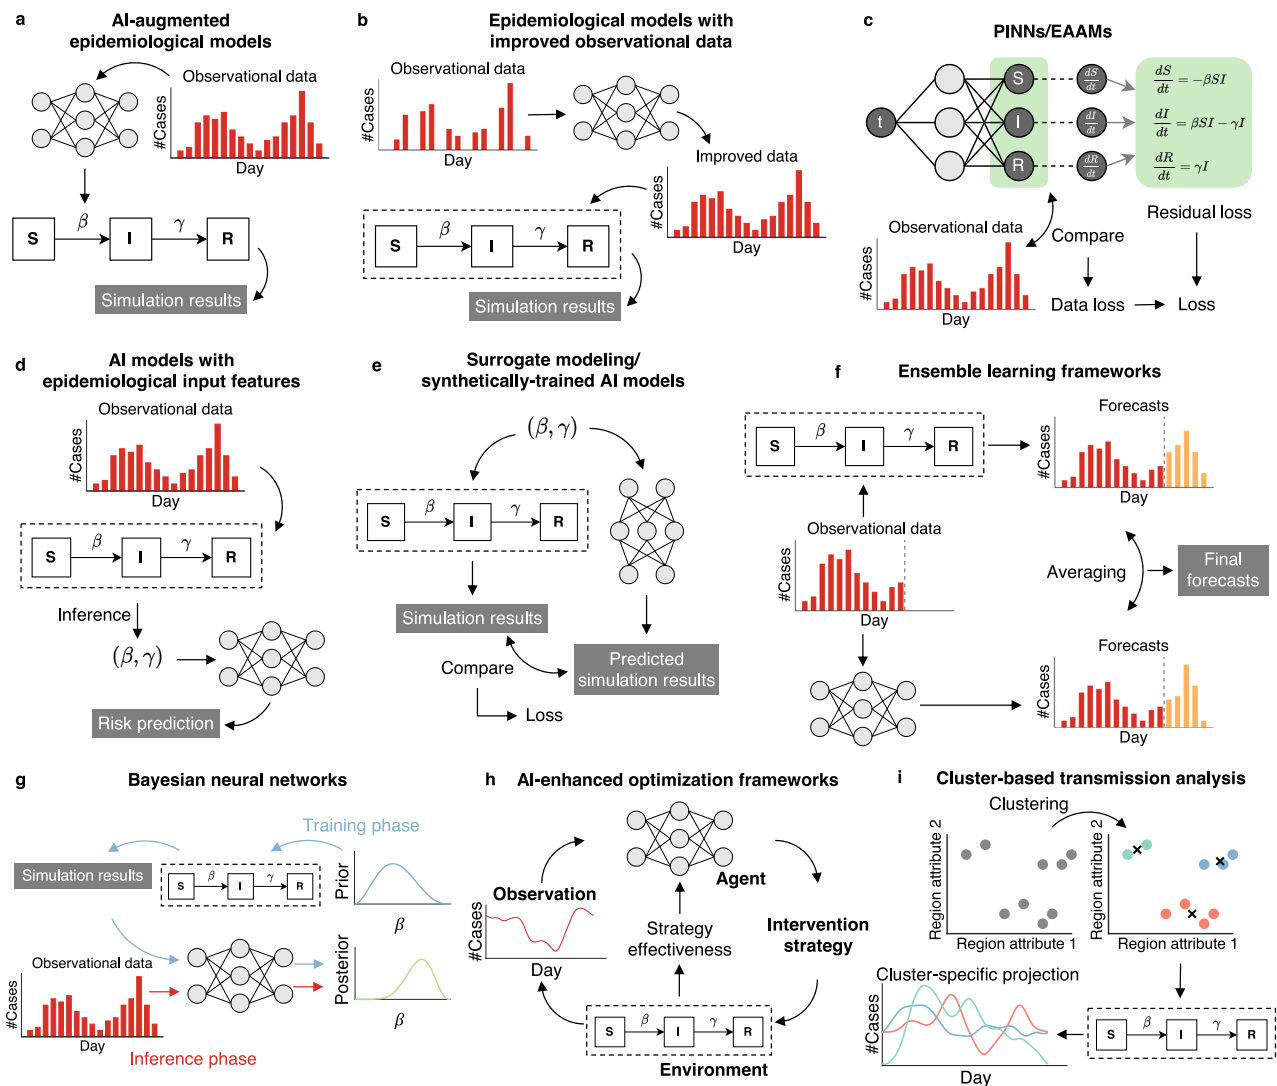 a
AI-augmented
epidemiological models
Observational data
#Cases
Day
S
β
I
γ
R
Simulation results
b
Epidemiological models with
improved observational data
Observational data
#Cases
Day
Improved data
#Cases
Day
S
β
I
γ
R
Simulation results
c
PINNs/EAAMs
t
S
I
R
dS/dt
dI/dt
dR/dt
dS/dt = −βSI
dI/dt = βSI − γI
dR/dt = γI
Residual loss
Observational data
#Cases
Day
Compare
Data loss
Loss
d
AI models with
epidemiological input features
Observational data
#Cases
Day
S
β
I
γ
R
Inference
(β, γ)
Risk prediction
e
Surrogate modeling/
synthetically-trained AI models
(β, γ)
S
β
I
γ
R
Simulation results
Compare
Predicted
simulation results
Loss
f
Ensemble learning frameworks
S
β
I
γ
R
Forecasts
#Cases
Day
Observational data
#Cases
Day
Averaging
Final
forecasts
Forecasts
#Cases
Day
g
Bayesian neural networks
Training phase
Simulation results
S
β
I
γ
R
Prior
β
Observational data
#Cases
Day
Posterior
β
Inference phase
h
AI-enhanced optimization frameworks
Agent
Observation
#Cases
Day
Strategy
effectiveness
Intervention
strategy
S
β
I
γ
R
Environment
i
Cluster-based transmission analysis
Clustering
Region attribute 2
Region attribute 1
Region attribute 2
Region attribute 1
Cluster-specific projection
#Cases
Day
S
β
I
γ
R